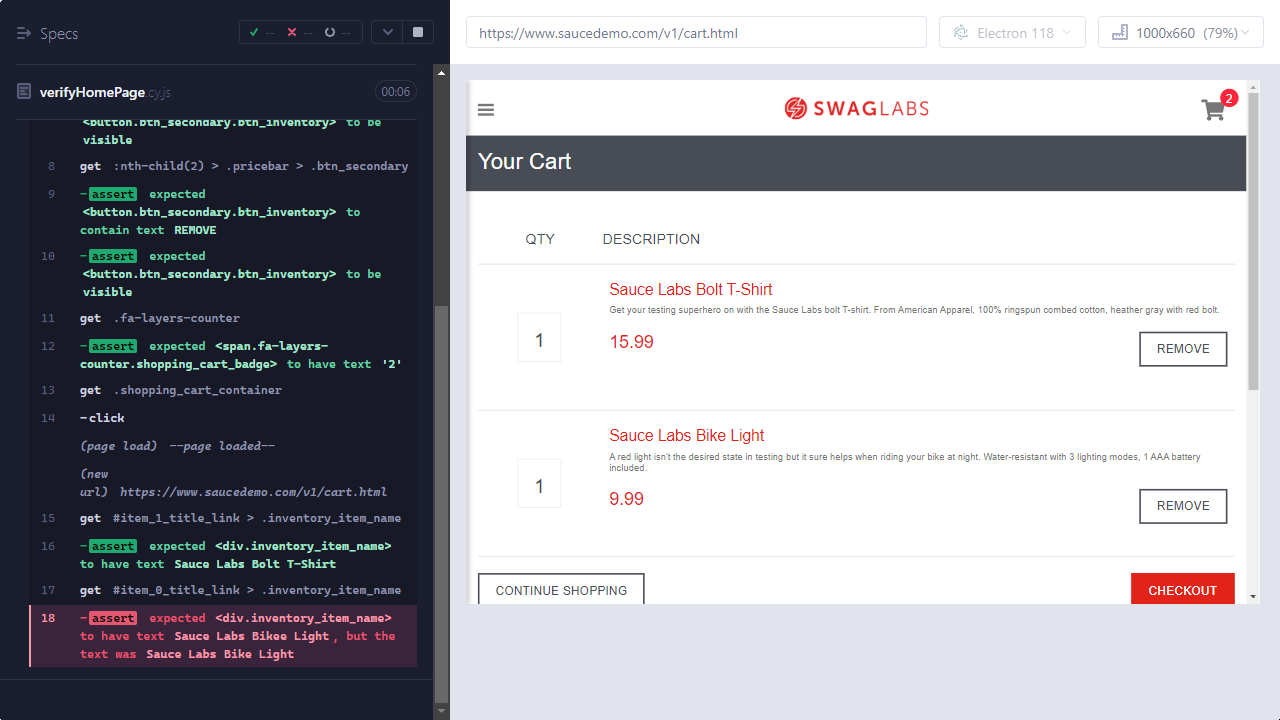 Specs
-- -- --
verifyHomePage.cy.js
00:06
<button.btn_secondary.btn_inventory> to be
visible
8 get :nth-child(2) > .pricebar > .btn_secondary
9 -assert expected
<button.btn_secondary.btn_inventory> to
contain text REMOVE
10 -assert expected
<button.btn_secondary.btn_inventory> to be
visible
11 get .fa-layers-counter
12 -assert expected <span.fa-layers-
counter.shopping_cart_badge> to have text '2'
13 get .shopping_cart_container
14 -click
(page load) --page loaded--
(new
url) https://www.saucedemo.com/v1/cart.html
15 get #item_1_title_link > .inventory_item_name
16 -assert expected <div.inventory_item_name>
to have text Sauce Labs Bolt T-Shirt
17 get #item_0_title_link > .inventory_item_name
18 -assert expected <div.inventory_item_name>
to have text Sauce Labs Bikee Light, but the
text was Sauce Labs Bike Light
https://www.saucedemo.com/v1/cart.html
Electron 118
1000x660 (79%)
SWAGLABS
2
Your Cart
QTY DESCRIPTION
Sauce Labs Bolt T-Shirt
Get your testing superhero on with the Sauce Labs bolt T-shirt. From American Apparel, 100% ringspun combed cotton, heather gray with red bolt.
1
15.99
REMOVE
Sauce Labs Bike Light
A red light isn't the desired state in testing but it sure helps when riding your bike at night. Water-resistant with 3 lighting modes, 1 AAA battery
included.
1
9.99
REMOVE
CONTINUE SHOPPING
CHECKOUT